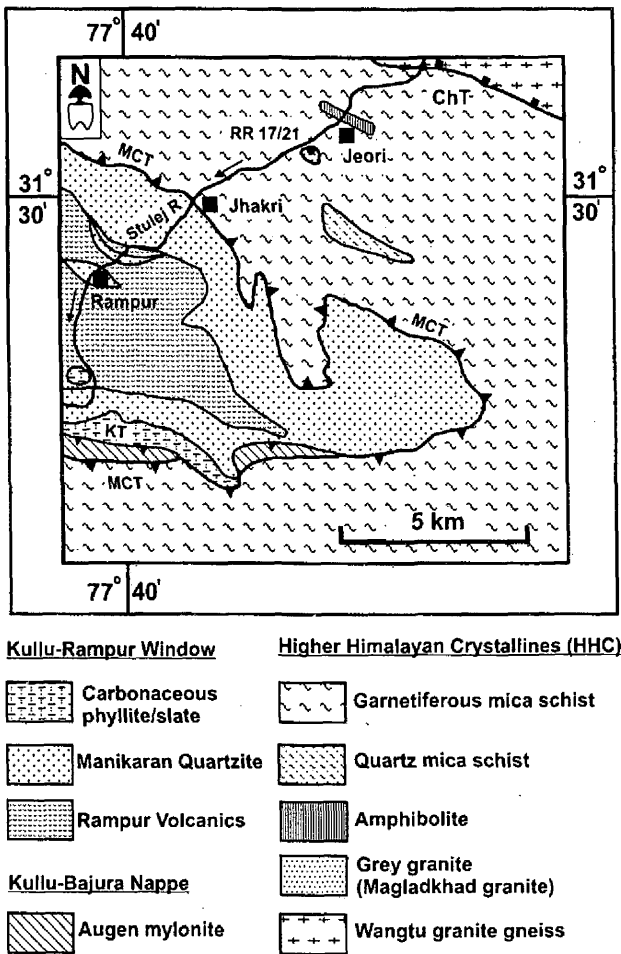 77° 40'
N
ChT
RR 17/21
MCT
Jeori
31° 30'
31° 30'
Stulej R.
Jhakri
Rampur
MCT
KT
MCT
5 km
77° 40'
Kullu-Rampur Window
Carbonaceous
phyllite/slate
Manikaran Quartzite
Rampur Volcanics
Kullu-Bajura Nappe
Augen mylonite
Higher Himalayan Crystallines (HHC)
Garnetiferous mica schist
Quartz mica schist
Amphibolite
Grey granite
(Magladkhad granite)
Wangtu granite gneiss